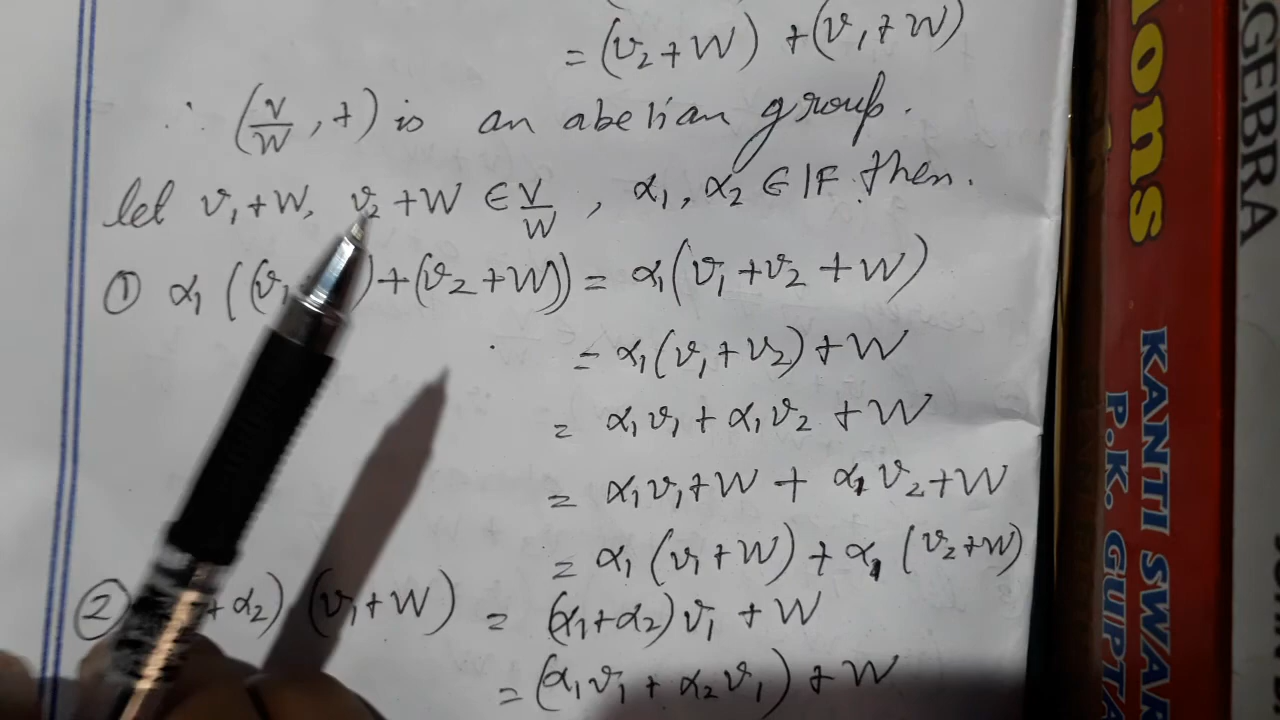 = (v₂ + W) + (v₁ + W)
∴ (V/W , +) is an abelian group.
let v₁ + W, v₂ + W ∈ V/W , α₁, α₂ ∈ IF then.
① α₁ ((v₁ ) + (v₂ + W)) = α₁(v₁ + v₂ + W)
= α₁(v₁ + v₂) + W
= α₁v₁ + α₁v₂ + W
= α₁v₁ + W + α₁v₂ + W
= α₁ (v₁ + W) + α₁ (v₂ + W)
② + α₂) (v₁ + W) = (α₁ + α₂) v₁ + W
= (α₁v₁ + α₂v₁) + W
KANTI SWAR
P.K. GUPTA
GEBRA